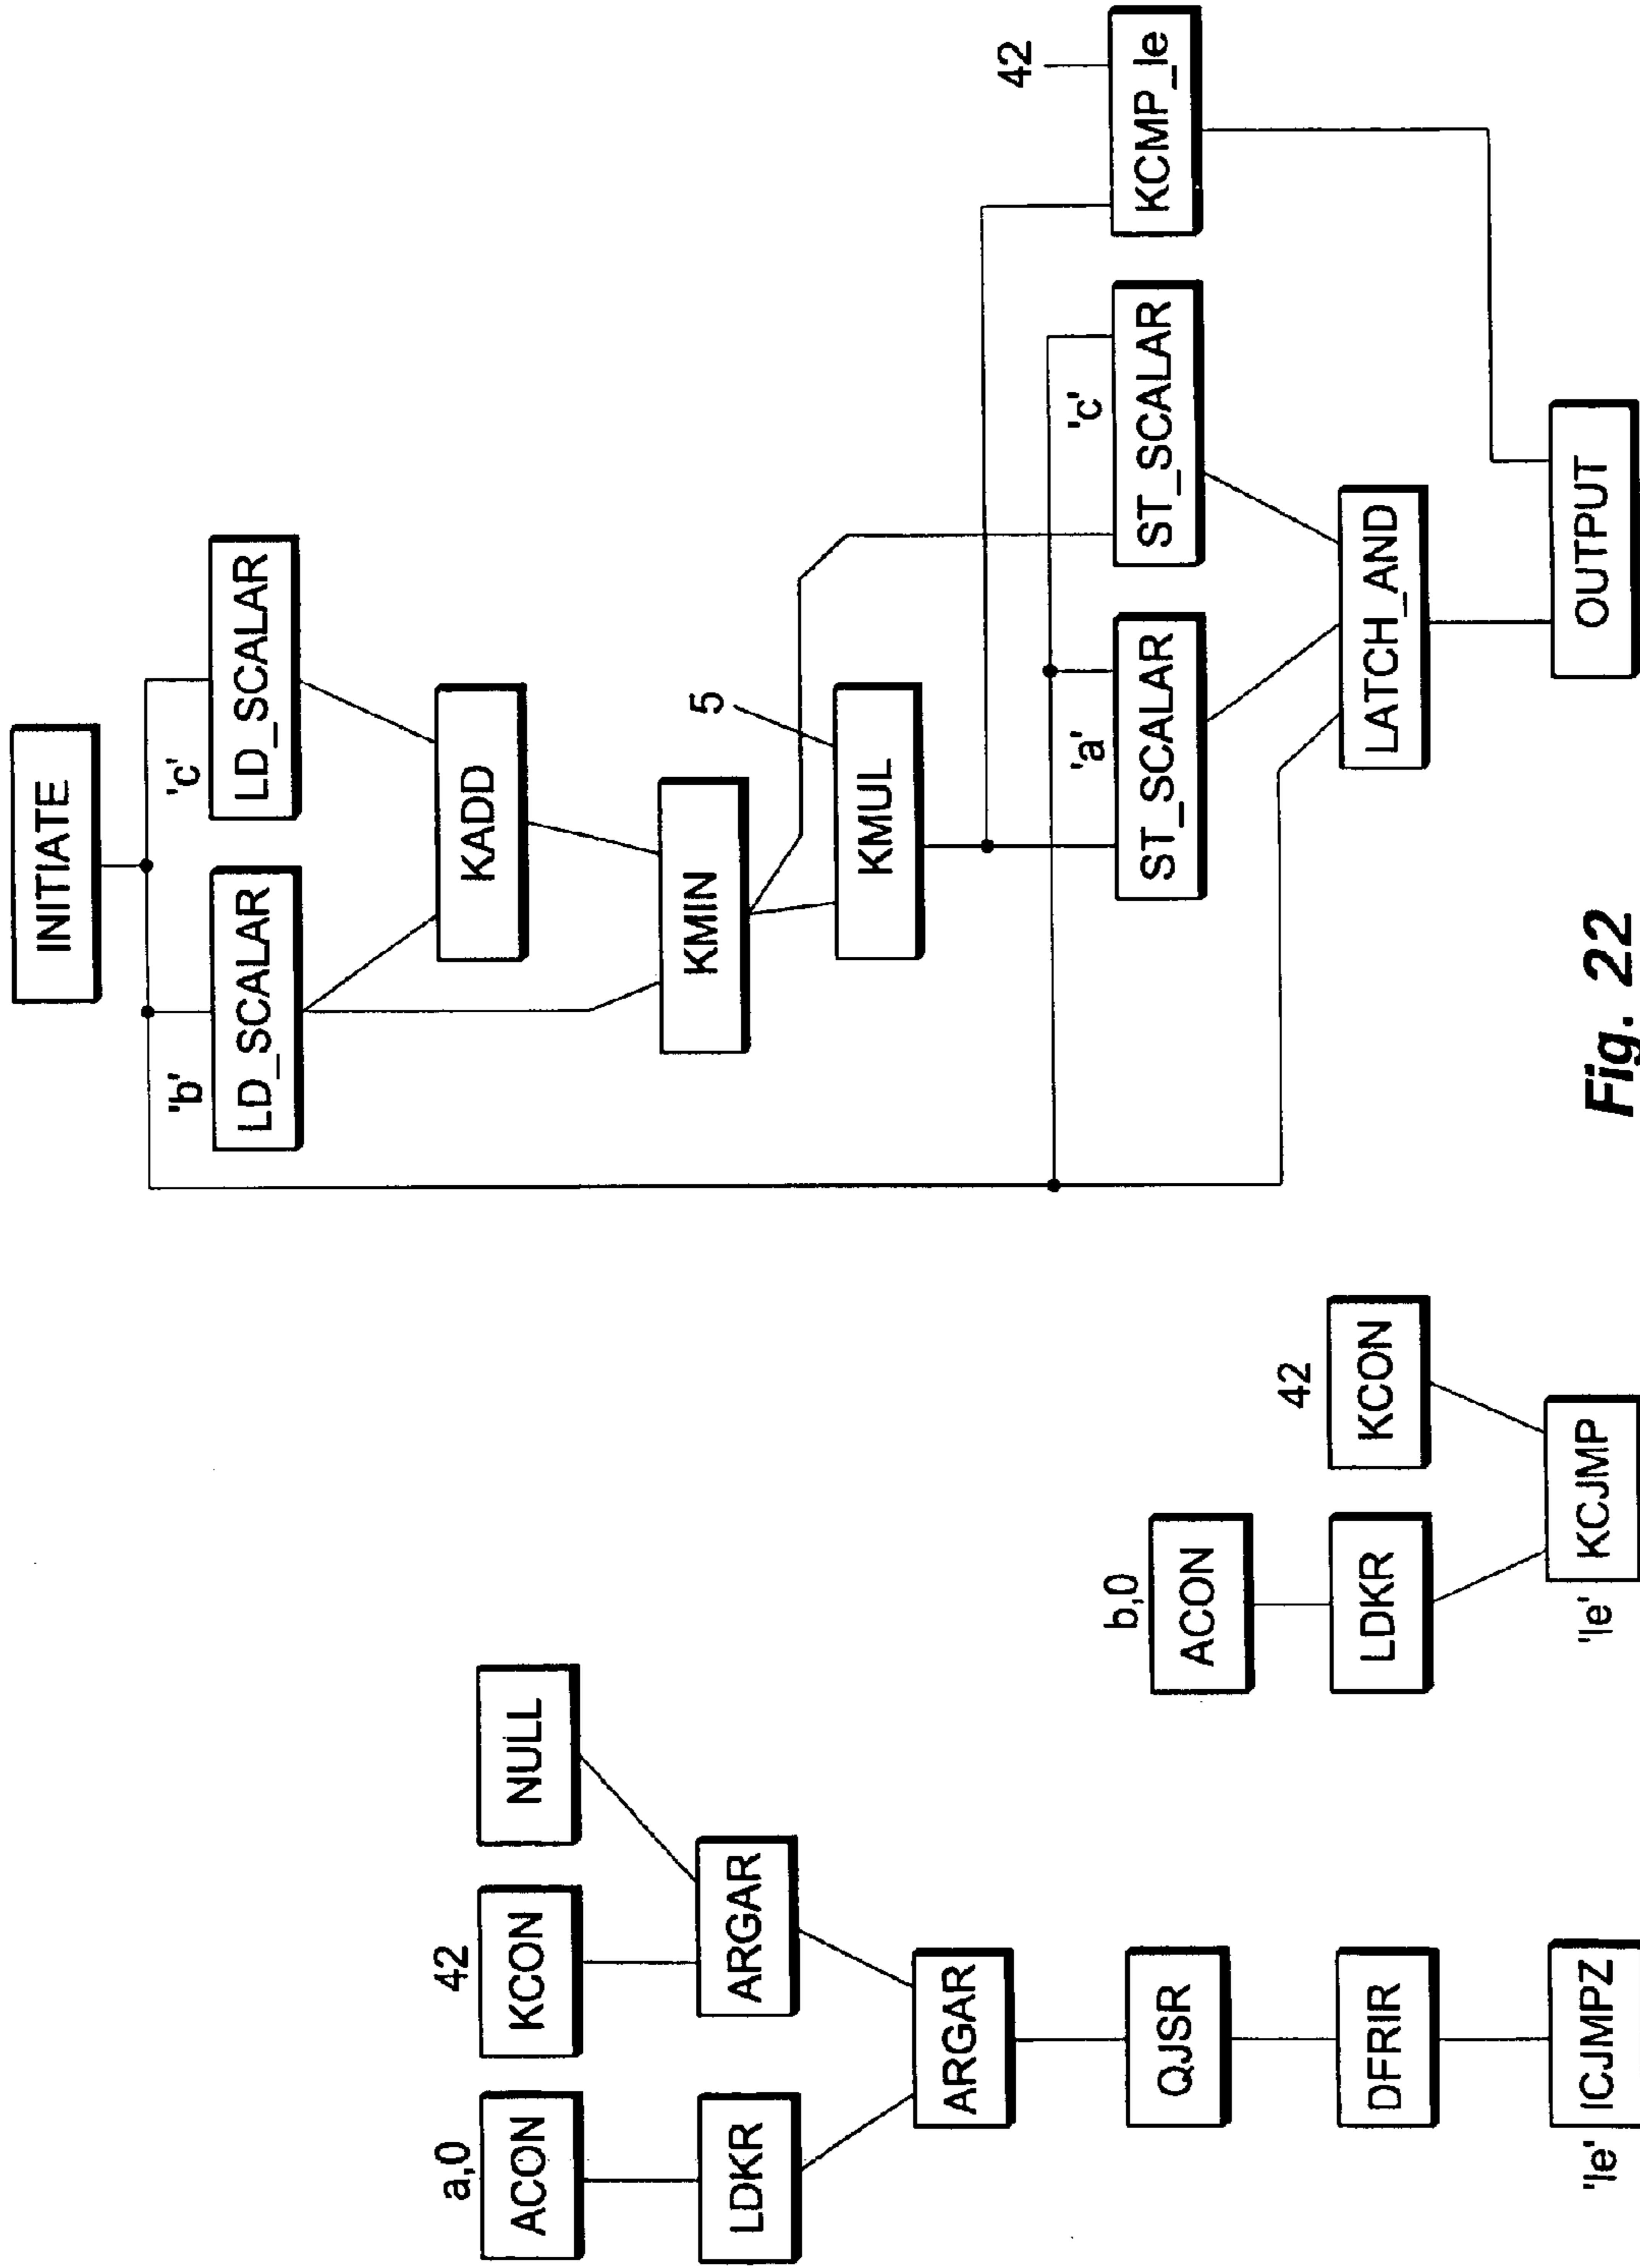 a,0
42
ACON
KCON
NULL
LDKR
ARGAR
ARGAR
QJSR
DFRIR
'le'
ICJMPZ
b,0
ACON
42
LDKR
KCON
'le'
KCJMP
INITIATE
'b'
'c'
LD_SCALAR
LD_SCALAR
KADD
KMIN
5
KMUL
42
'a'
'c'
ST_SCALAR
ST_SCALAR
KCMP_le
LATCH_AND
OUTPUT
Fig. 22